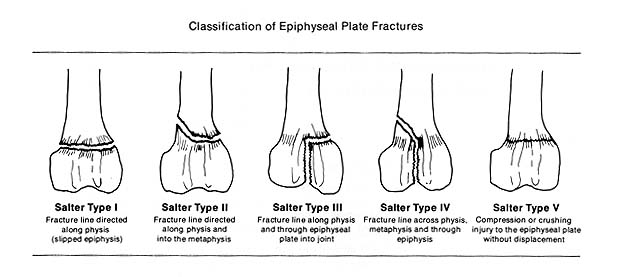 Classification of Epiphyseal Plate Fractures
Salter Type I
Fracture line directed
along physis
(slipped epiphysis)
Salter Type II
Fracture line directed
along physis and
into the metaphysis
Salter Type III
Fracture line along physis
and through epiphyseal
plate into joint
Salter Type IV
Fracture line across physis,
metaphysis and through
epiphysis
Salter Type V
Compression or crushing
injury to the epiphyseal plate
without displacement